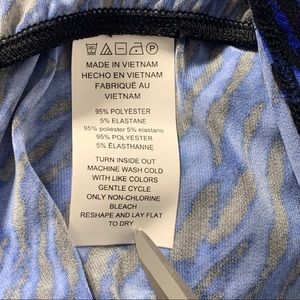 MADE IN VIETNAM
HECHO EN VIETNAM
FABRIQUÉ AU
VIETNAM
95% POLYESTER
5% ELASTANE
95% poliéster 5% elastano
95% POLYESTER
5% ÉLASTHANNE
TURN INSIDE OUT
MACHINE WASH COLD
WITH LIKE COLORS
GENTLE CYCLE
ONLY NON-CHLORINE
BLEACH
RESHAPE AND LAY FLAT
TO DRY